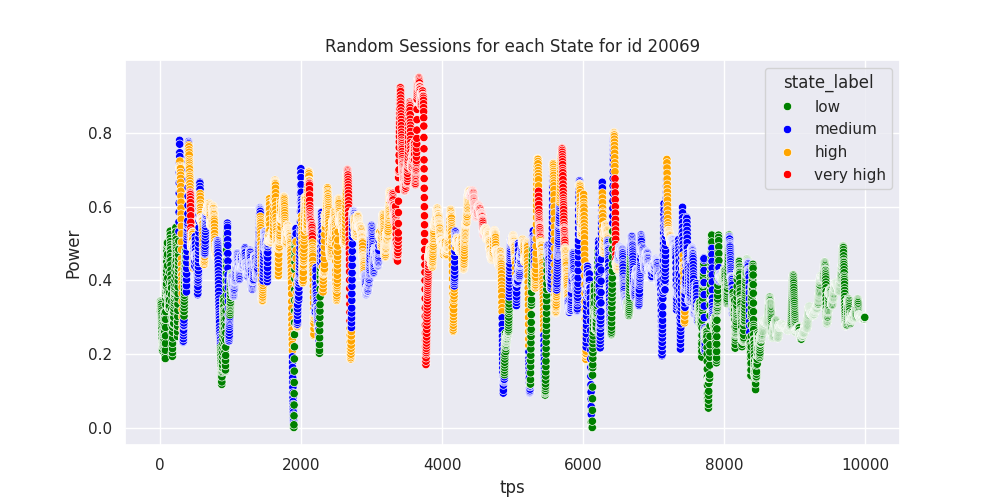 Random Sessions for each State for id 20069
state_label
low
medium
high
very high
Power
0.8
0.6
0.4
0.2
0.0
0 2000 4000 6000 8000 10000
tps